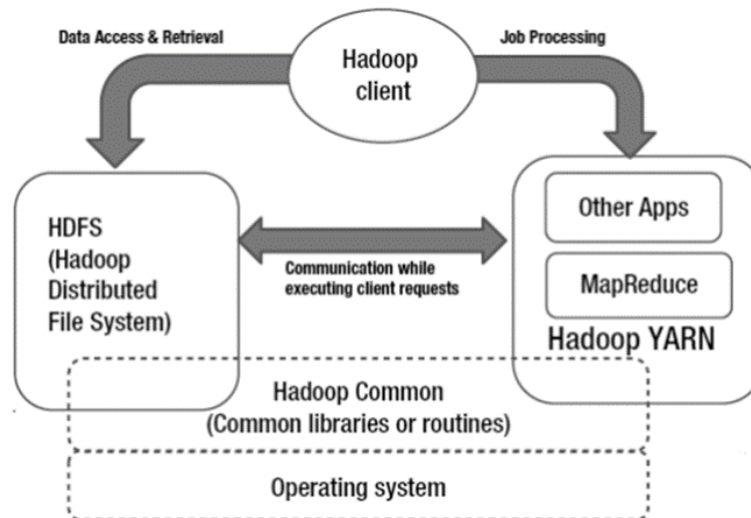 Data Access & Retrieval
Job Processing
Hadoop
client
HDFS
(Hadoop
Distributed
File System)
Communication while
executing client requests
Other Apps
MapReduce
Hadoop YARN
Hadoop Common
(Common libraries or routines)
Operating system